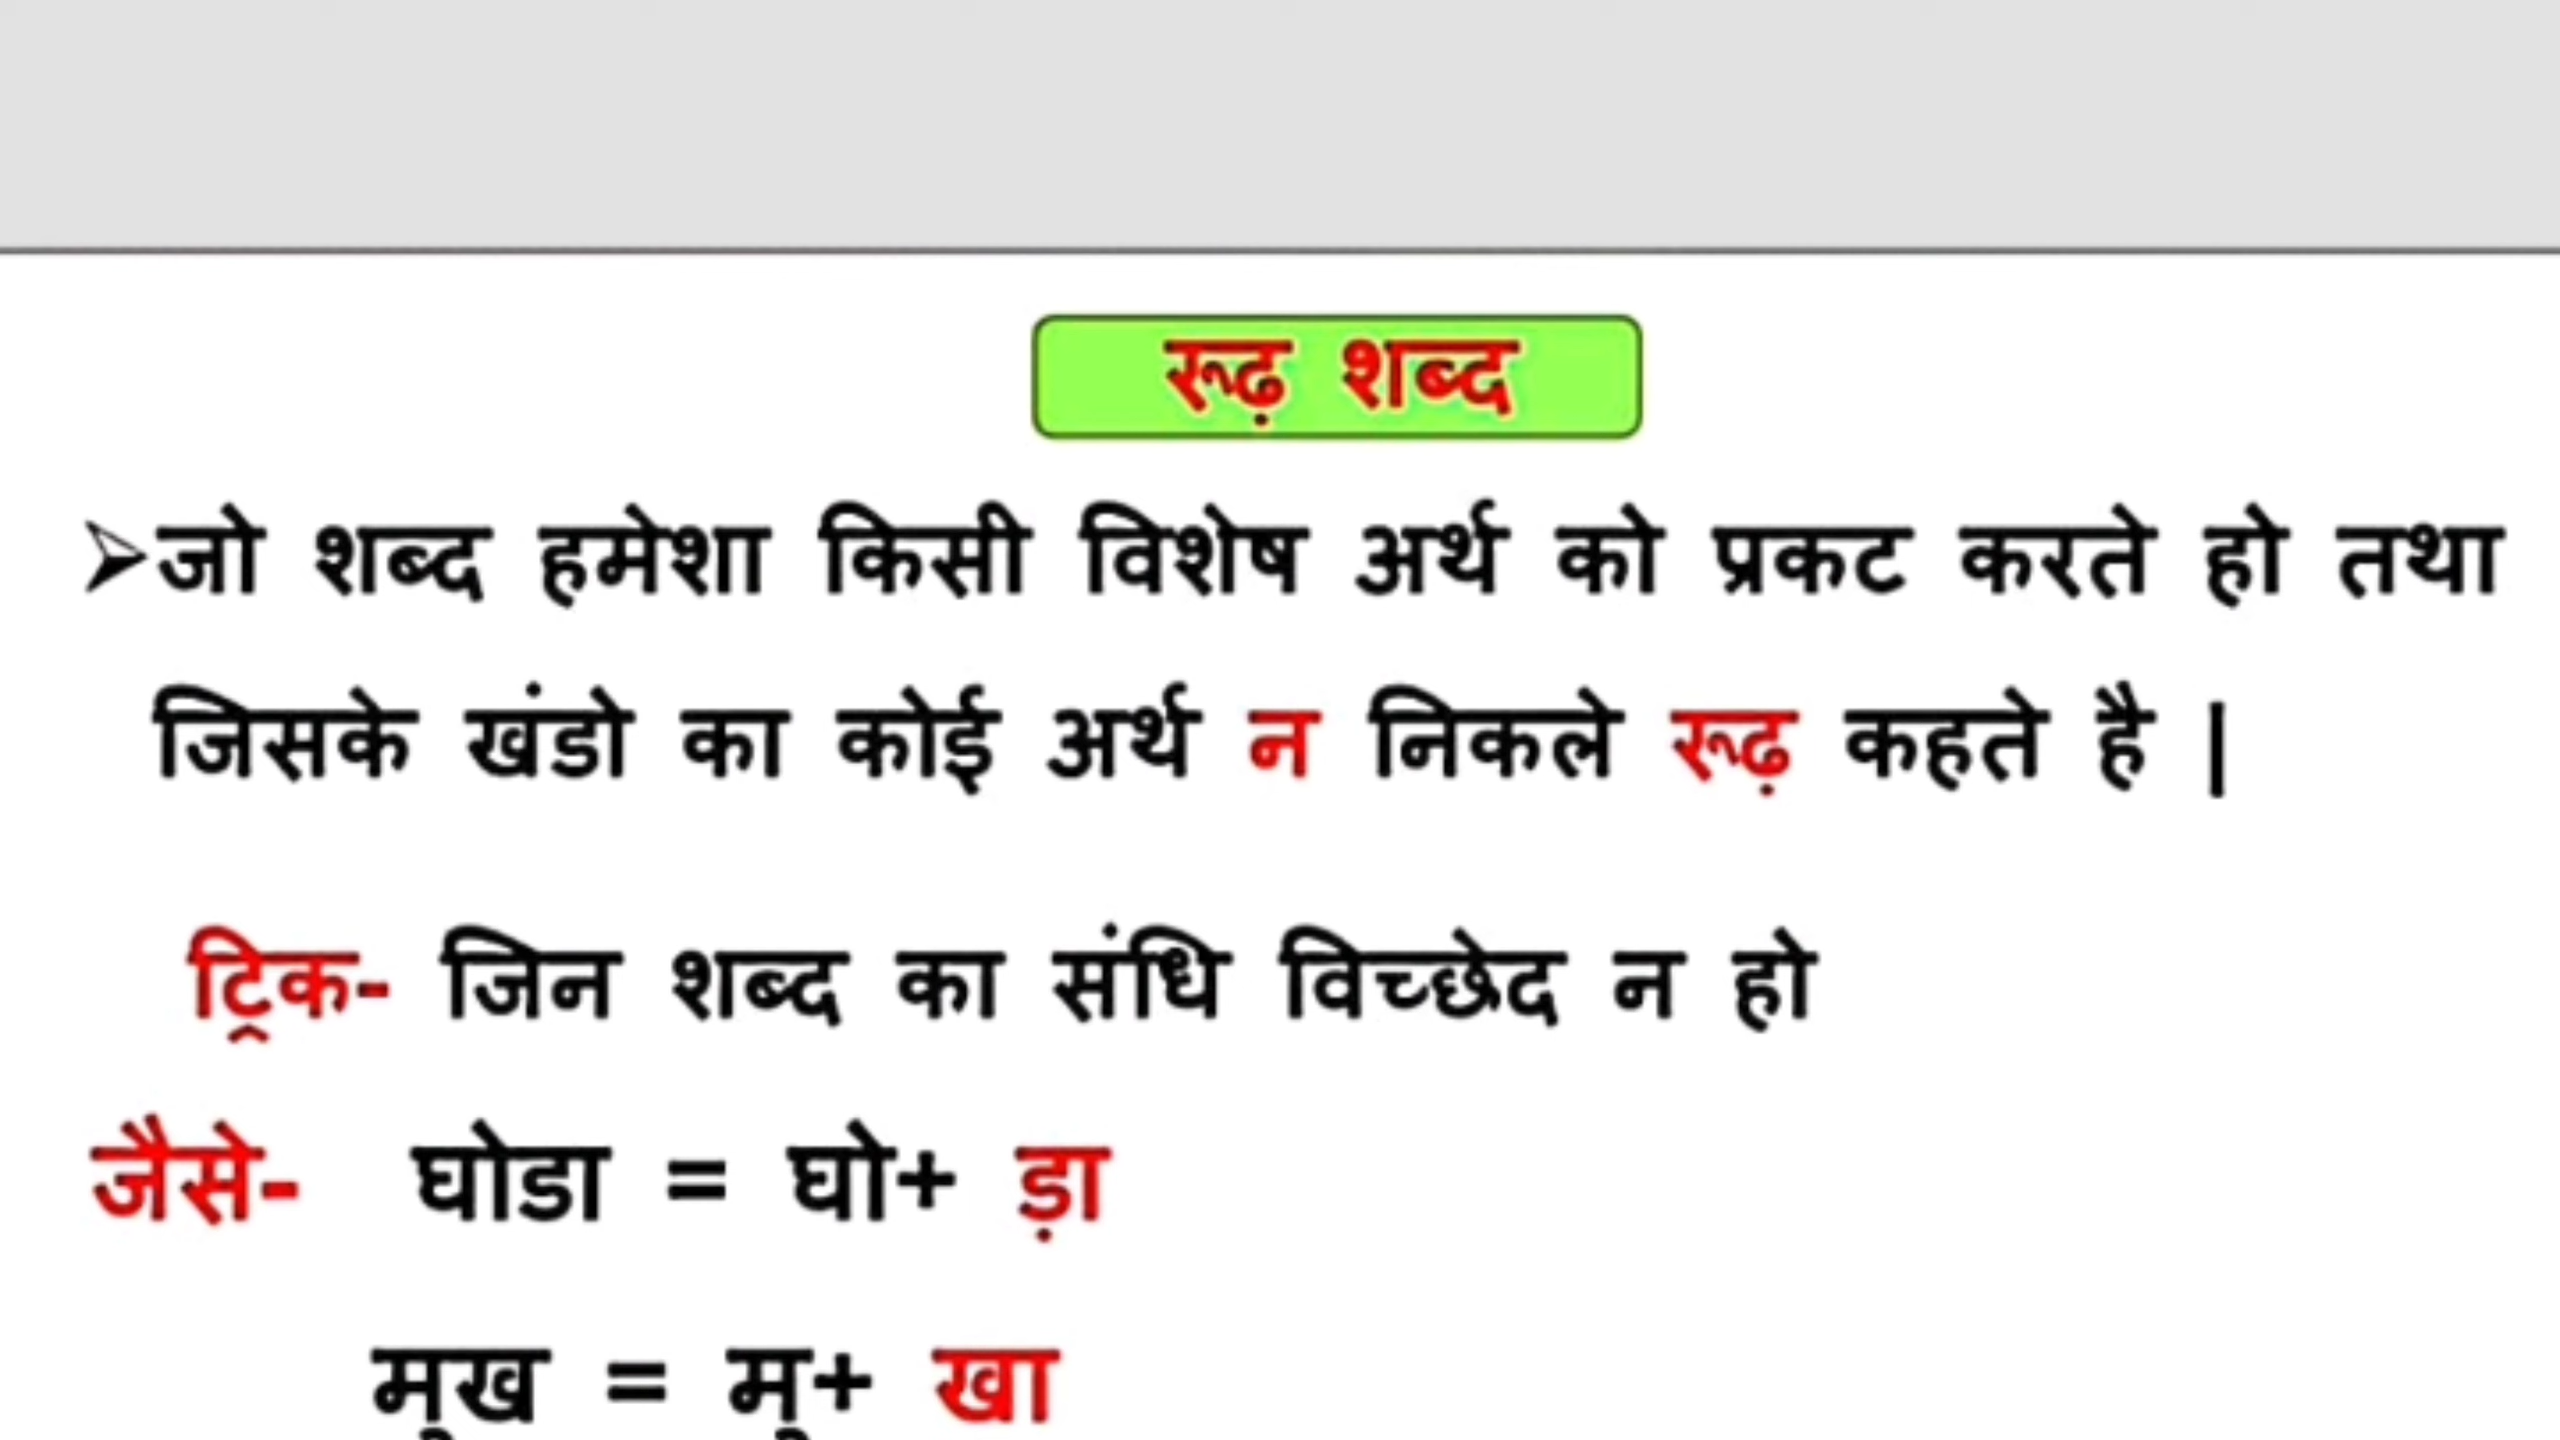 रूढ़ शब्द
➢जो शब्द हमेशा किसी विशेष अर्थ को प्रकट करते हो तथा
जिसके खंडो का कोई अर्थ न निकले रूढ़ कहते है |
ट्रिक- जिन शब्द का संधि विच्छेद न हो
जैसे- घोडा = घो+ ड़ा
मुख = मु+ खा